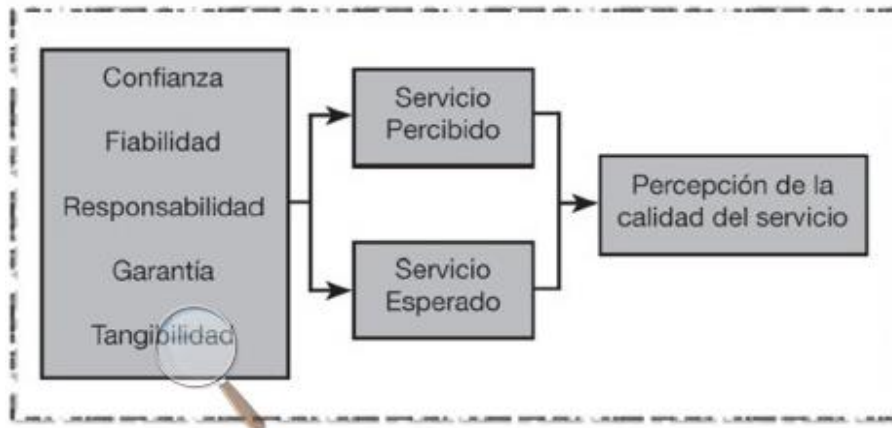 Confianza
Fiabilidad
Responsabilidad
Garantía
Tangibilidad
Servicio
Percibido
Servicio
Esperado
Percepción de la
calidad del servicio